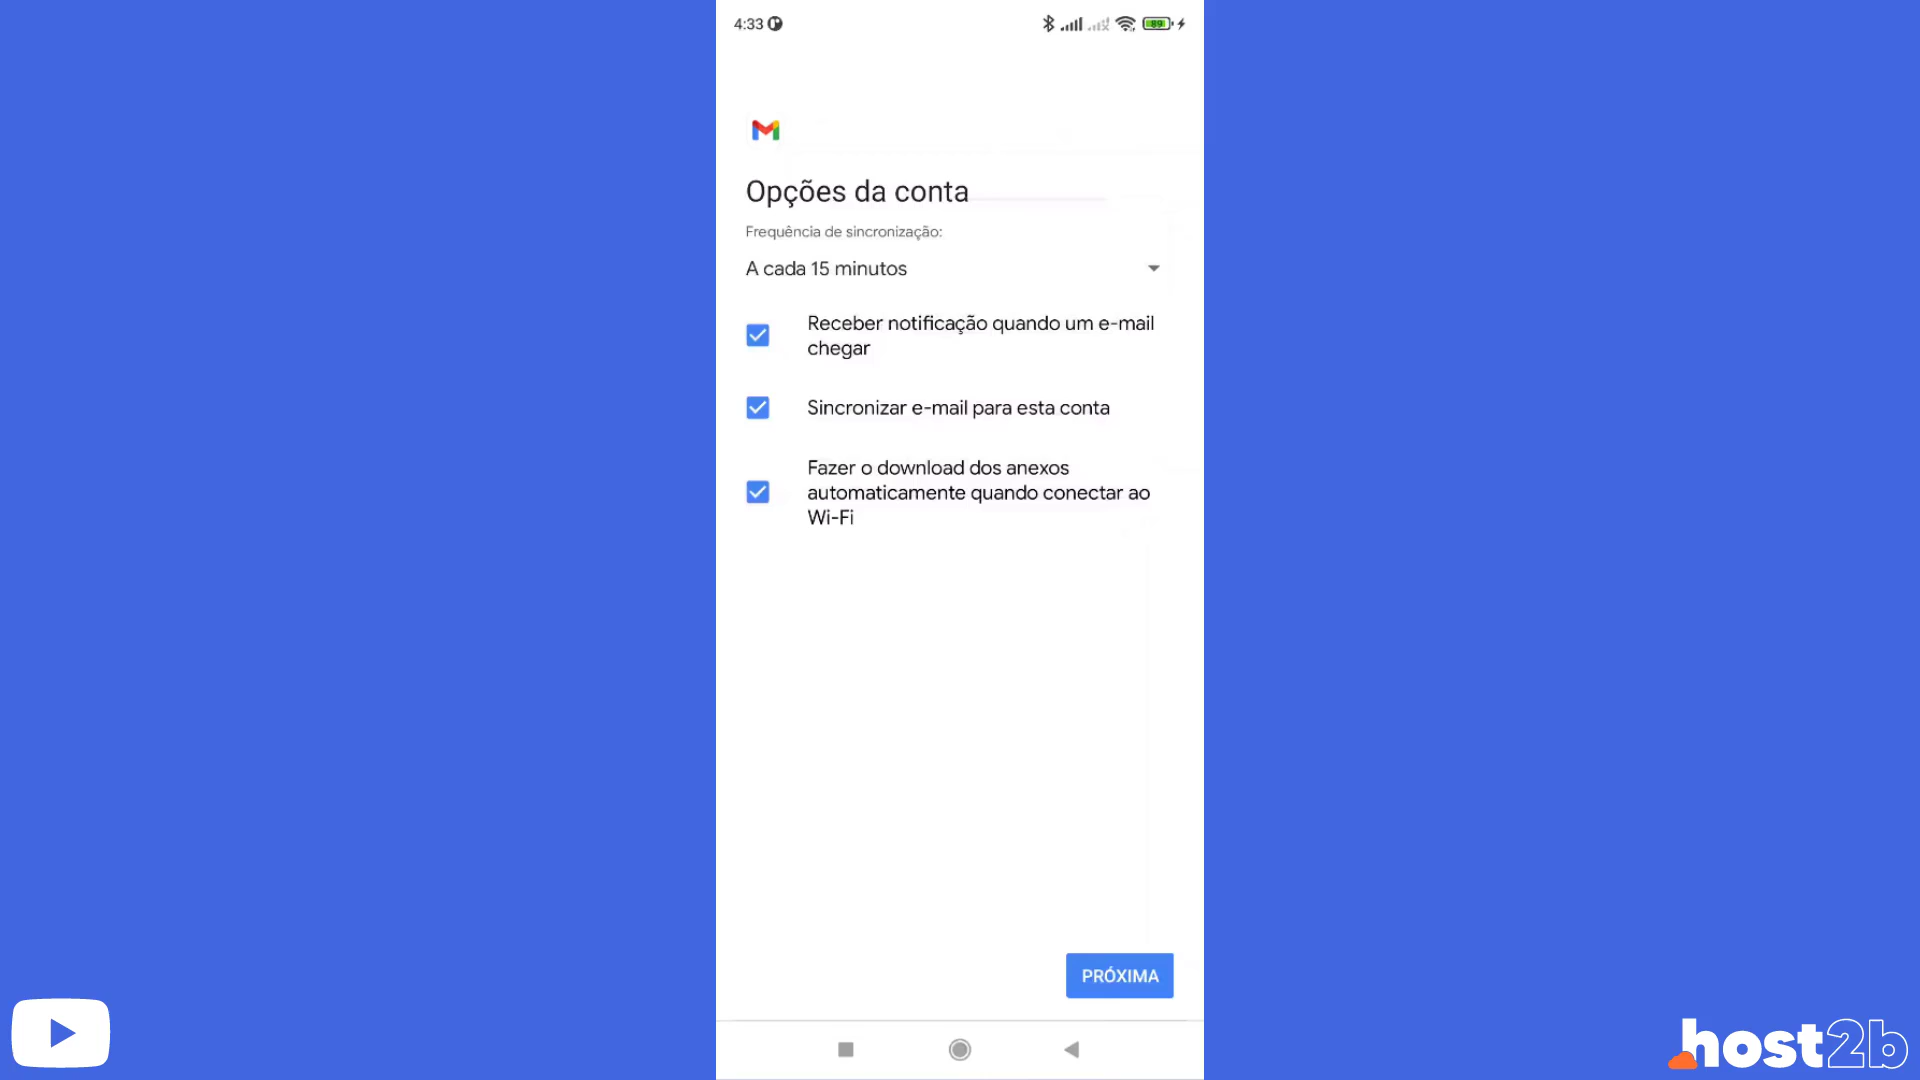 4:33
89
Opções da conta
Frequência de sincronização:
A cada 15 minutos
Receber notificação quando um e-mail
chegar
Sincronizar e-mail para esta conta
Fazer o download dos anexos
automaticamente quando conectar ao
Wi-Fi
PRÓXIMA
host2b